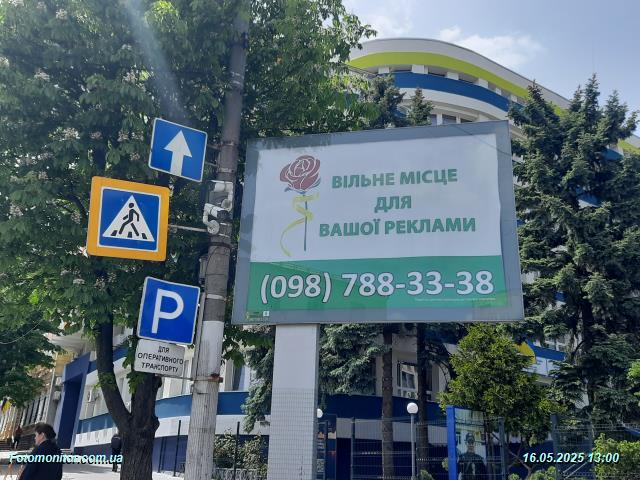 ВІЛЬНЕ МІСЦЕ
ДЛЯ
ВАШОЇ РЕКЛАМИ
(098) 788-33-38
P
ДЛЯ
ОПЕРАТИВНОГО
ТРАНСПОРТУ
Fotomonitor.com.ua
16.05.2025 13:00